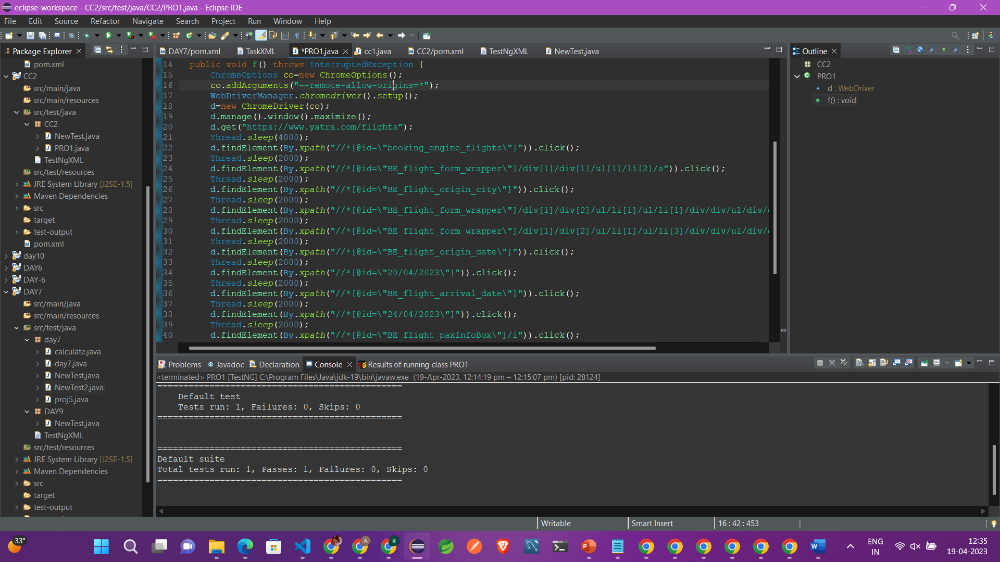 eclipse-workspace - CC2/src/test/java/CC2/PRO1.java - Eclipse IDE
File Edit Source Refactor Navigate Search Project Run Window Help
Package Explorer
pom.xml
CC2
src/main/java
src/main/resources
src/test/java
CC2
NewTest.java
PRO1.java
TestNgXML
src/test/resources
JRE System Library [J2SE-1.5]
Maven Dependencies
src
target
test-output
pom.xml
day10
DAY6
DAY-6
DAY7
src/main/java
src/main/resources
src/test/java
day7
calculate.java
day7.java
NewTest.java
NewTest2.java
proj5.java
DAY9
NewTest.java
TestNgXML
src/test/resources
JRE System Library [J2SE-1.5]
Maven Dependencies
src
target
test-output
DAY7/pom.xml TaskXML *PRO1.java cc1.java CC2/pom.xml TestNgXML NewTest.java
14 public void f() throws InterruptedException {
15 ChromeOptions co=new ChromeOptions();
16 co.addArguments("--remote-allow-origins=*");
17 WebDriverManager.chromedriver().setup();
18 d=new ChromeDriver(co);
19 d.manage().window().maximize();
20 d.get("https://www.yatra.com/flights");
21 Thread.sleep(4000);
22 d.findElement(By.xpath("//*[@id=\"booking_engine_flights\"]")).click();
23 Thread.sleep(2000);
24 d.findElement(By.xpath("//*[@id=\"BE_flight_form_wrapper\"]/div[1]/div[1]/ul[1]/li[2]/a")).click();
25 Thread.sleep(2000);
26 d.findElement(By.xpath("//*[@id=\"BE_flight_origin_city\"]")).click();
27 Thread.sleep(2000);
28 d.findElement(By.xpath("//*[@id=\"BE_flight_form_wrapper\"]/div[1]/div[2]/ul/li[1]/ul/li[1]/div/div/ul/div/
29 Thread.sleep(2000);
30 d.findElement(By.xpath("//*[@id=\"BE_flight_form_wrapper\"]/div[1]/div[2]/ul/li[1]/ul/li[3]/div/div/ul/div/
31 Thread.sleep(2000);
32 d.findElement(By.xpath("//*[@id=\"BE_flight_origin_date\"]")).click();
33 Thread.sleep(2000);
34 d.findElement(By.xpath("//*[@id=\"20/04/2023\"]")).click();
35 Thread.sleep(2000);
36 d.findElement(By.xpath("//*[@id=\"BE_flight_arrival_date\"]")).click();
37 Thread.sleep(2000);
38 d.findElement(By.xpath("//*[@id=\"24/04/2023\"]")).click();
39 Thread.sleep(2000);
40 d.findElement(By.xpath("//*[@id=\"BE_flight_paxInfoBox\"]/i")).click();
Outline
CC2
PRO1
d : WebDriver
f() : void
Problems Javadoc Declaration Console Results of running class PRO1
<terminated> PRO1 [TestNG] C:\Program Files\Java\jdk-19\bin\javaw.exe (19-Apr-2023, 12:14:19 pm – 12:15:07 pm) [pid: 28124]
===============================================
Default test
Tests run: 1, Failures: 0, Skips: 0
===============================================
===============================================
Default suite
Total tests run: 1, Passes: 1, Failures: 0, Skips: 0
===============================================
Writable Smart Insert 16 : 42 : 453
33°
ENG
IN
12:35
19-04-2023